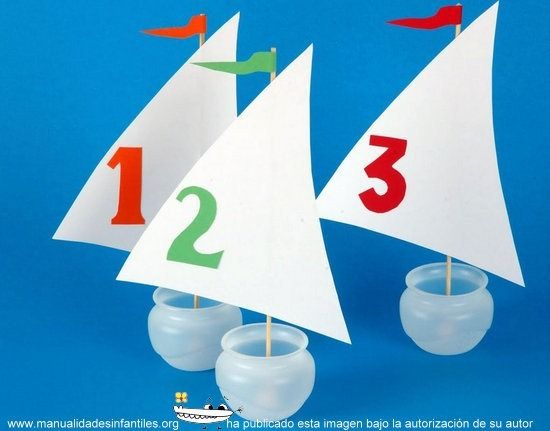 1
2
3
www.manualidadesinfantiles.org ha publicado esta imagen bajo la autorización de su autor